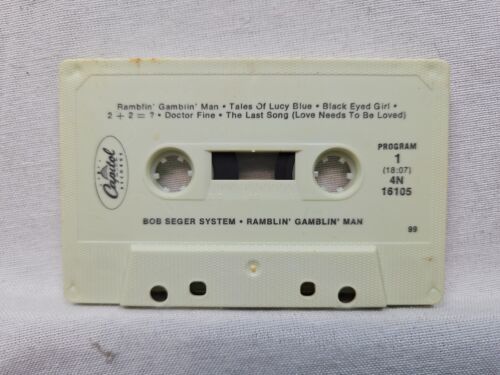 Ramblin' Gamblin' Man • Tales Of Lucy Blue • Black Eyed Girl •
2 + 2 = ? • Doctor Fine • The Last Song (Love Needs To Be Loved)
PROGRAM
1
(18:07)
4N
16105
Capitol
RECORDS
BOB SEGER SYSTEM • RAMBLIN' GAMBLIN' MAN
99